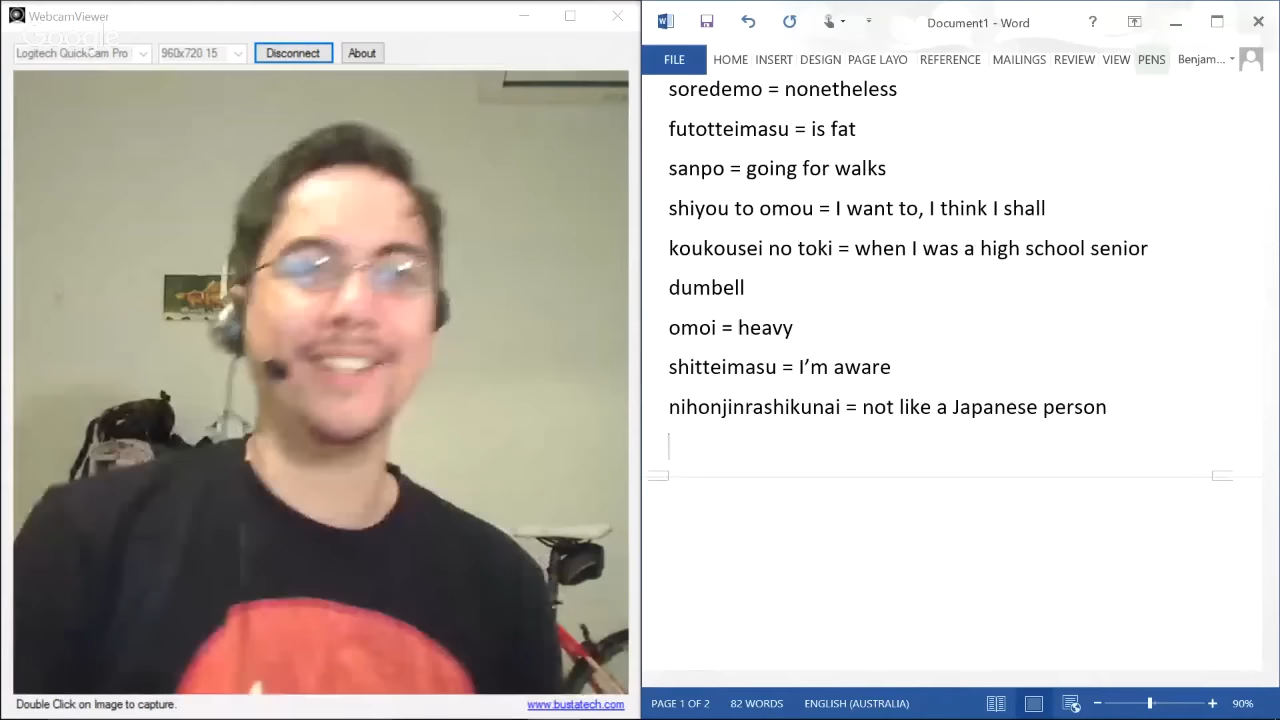 WebcamViewer
Google
Logitech QuickCam Pro
960x720 15
Disconnect
About
Double Click on Image to capture.
www.bustatech.com
Document1 - Word
?
FILE
HOME
INSERT
DESIGN
PAGE LAYO
REFERENCE
MAILINGS
REVIEW
VIEW
PENS
Benjam...
soredemo = nonetheless
futotteimasu = is fat
sanpo = going for walks
shiyou to omou = I want to, I think I shall
koukousei no toki = when I was a high school senior
dumbell
omoi = heavy
shitteimasu = I’m aware
nihonjinrashikunai = not like a Japanese person
PAGE 1 OF 2
82 WORDS
ENGLISH (AUSTRALIA)
90%